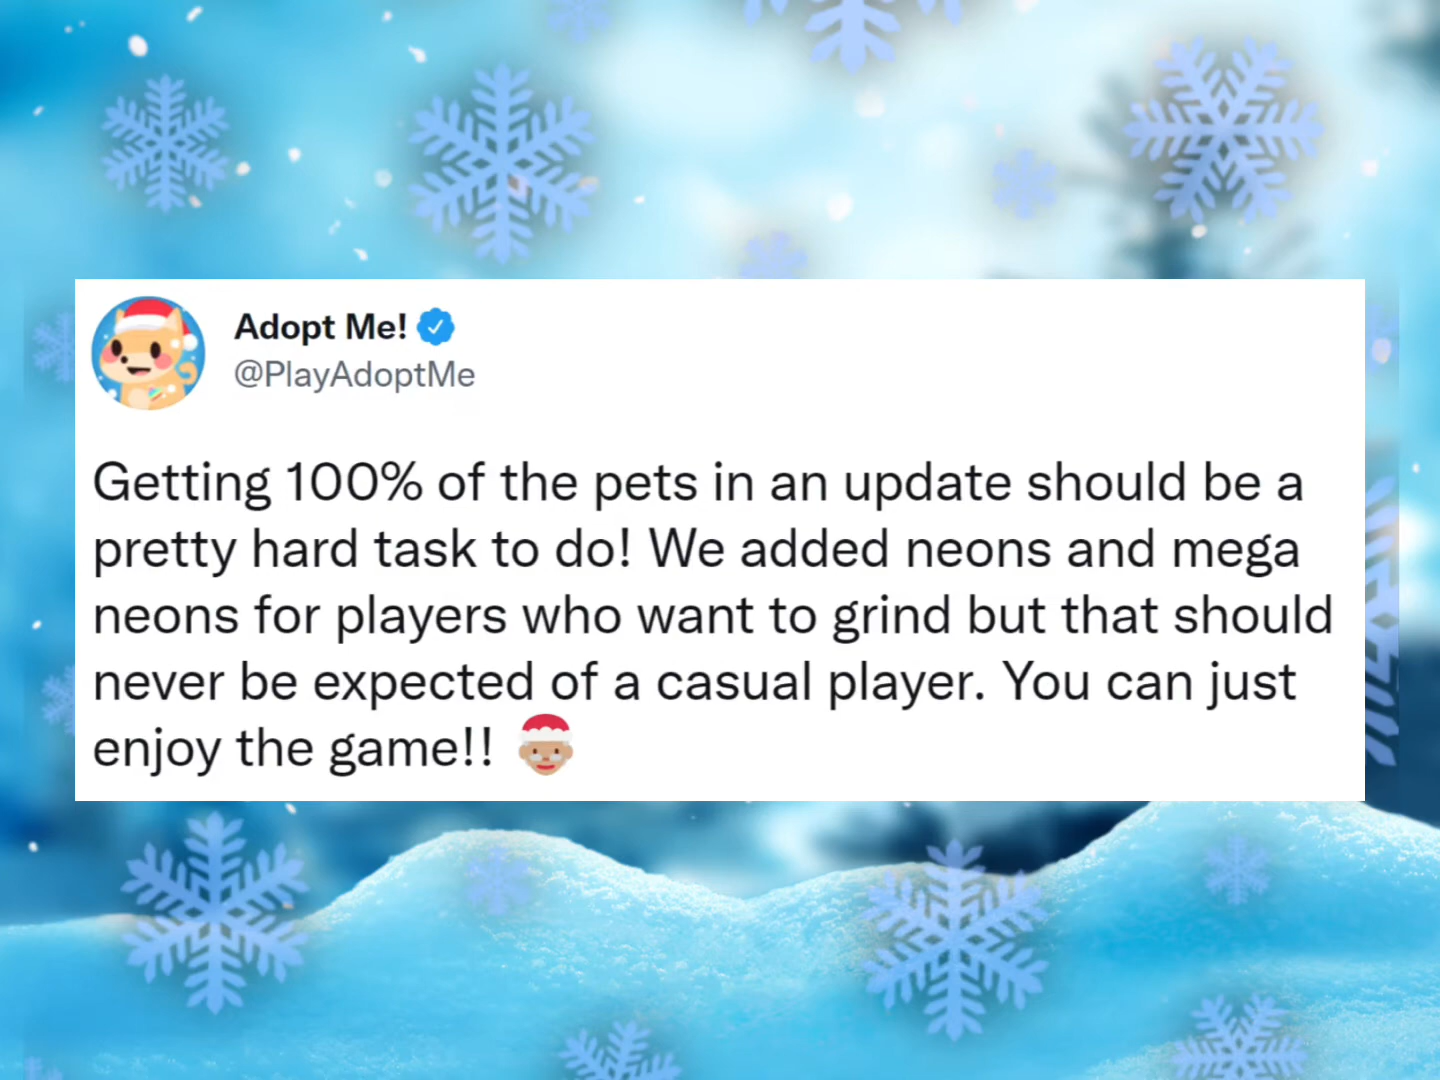 Adopt Me!
@PlayAdoptMe
Getting 100% of the pets in an update should be a
pretty hard task to do! We added neons and mega
neons for players who want to grind but that should
never be expected of a casual player. You can just
enjoy the game!! 🎅🏽